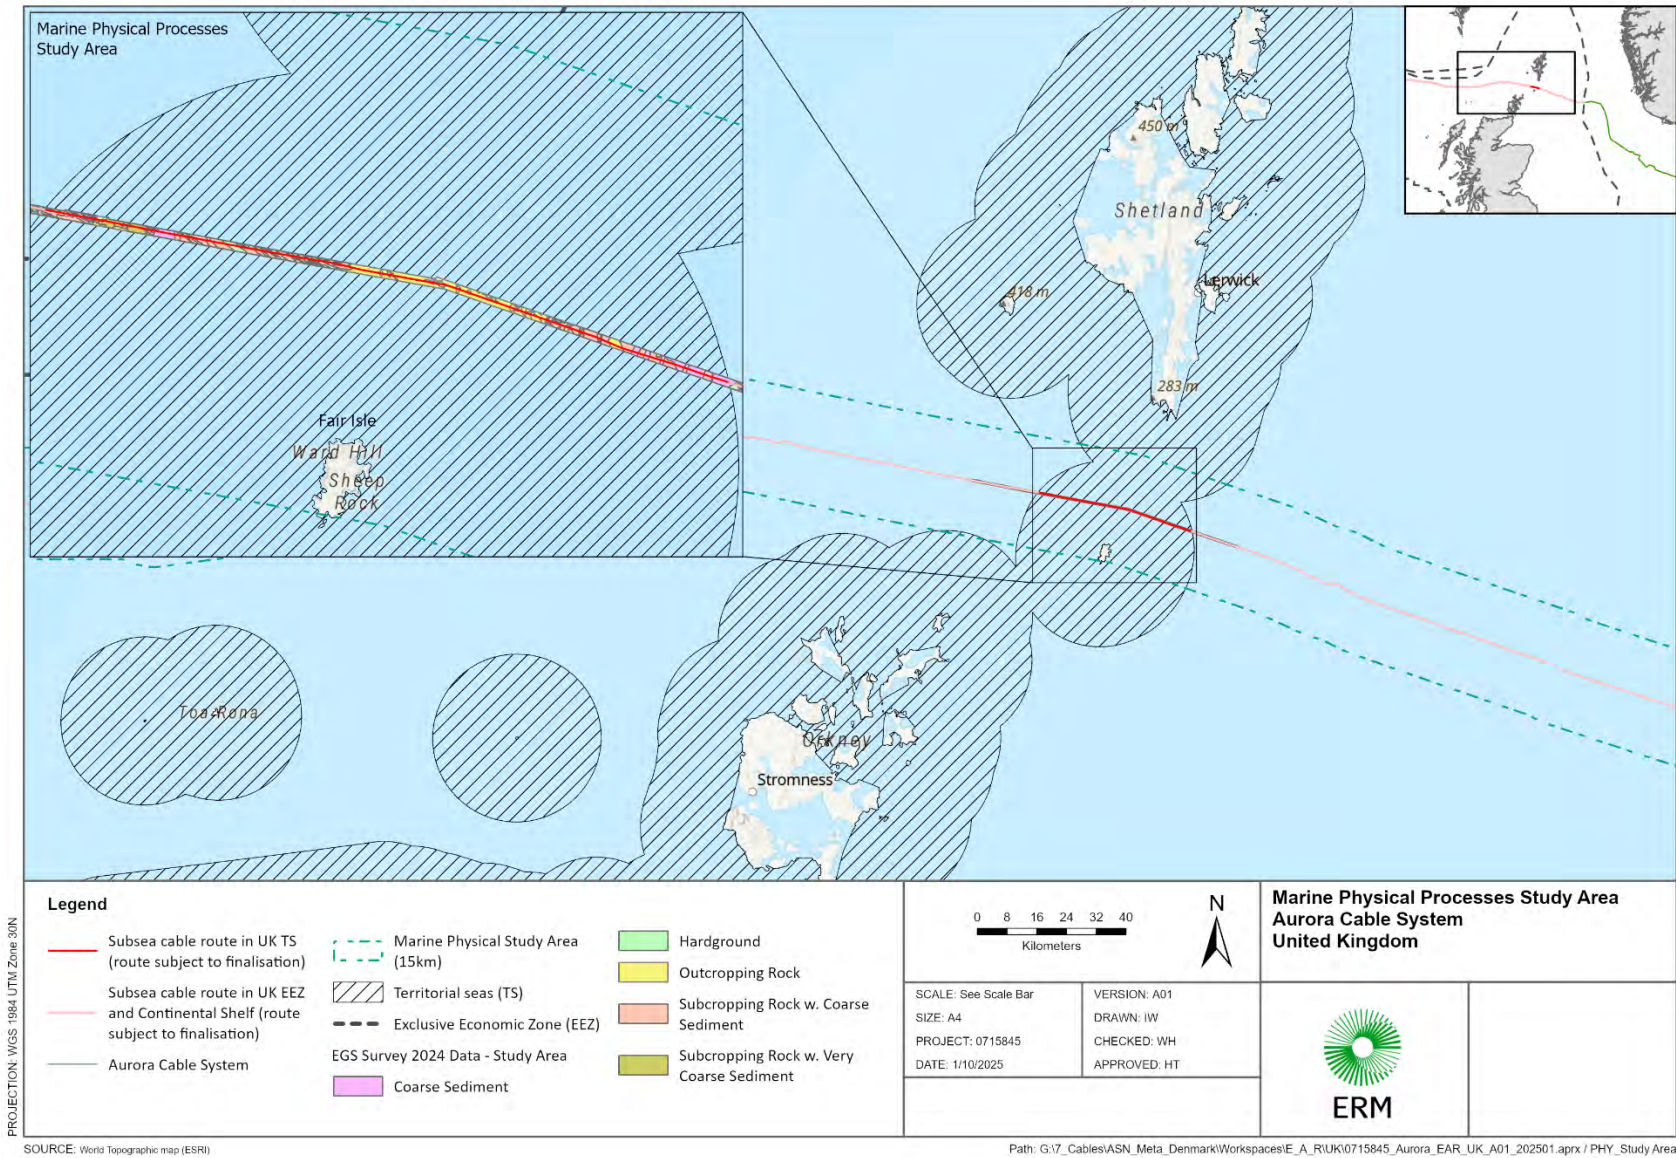 Marine Physical Processes
Study Area
Fair Isle
Ward Hill
Sheep
Rock
450 m
Shetland
Lerwick
418 m
283 m
Toa Rona
Orkney
Stromness
PROJECTION: WGS 1984 UTM Zone 30N
Legend
Subsea cable route in UK TS
(route subject to finalisation)
Subsea cable route in UK EEZ
and Continental Shelf (route
subject to finalisation)
Aurora Cable System
Marine Physical Study Area
(15km)
Territorial seas (TS)
Exclusive Economic Zone (EEZ)
EGS Survey 2024 Data - Study Area
Coarse Sediment
Hardground
Outcropping Rock
Subcropping Rock w. Coarse
Sediment
Subcropping Rock w. Very
Coarse Sediment
0 8 16 24 32 40
Kilometers
N
SCALE: See Scale Bar
SIZE: A4
PROJECT: 0715845
DATE: 1/10/2025
VERSION: A01
DRAWN: IW
CHECKED: WH
APPROVED: HT
Marine Physical Processes Study Area
Aurora Cable System
United Kingdom
ERM
SOURCE: World Topographic map (ESRI)
Path: G:\7_Cables\ASN_Meta_Denmark\Workspaces\E_A_R\UK\0715845_Aurora_EAR_UK_A01_202501.aprx / PHY_Study Area